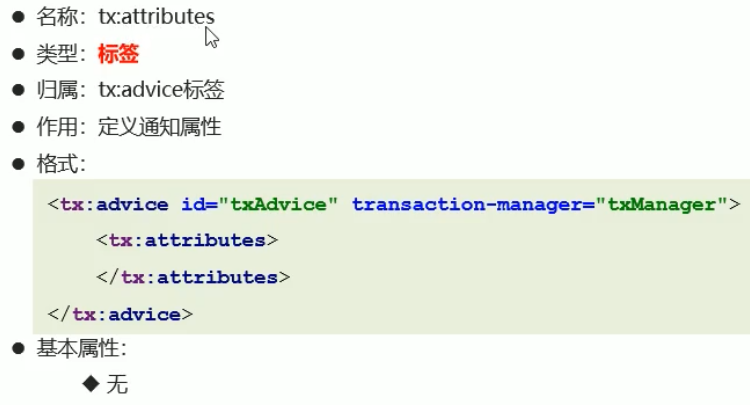 ● 名称：tx:attributes
● 类型：标签
● 归属：tx:advice标签
● 作用：定义通知属性
● 格式：
<tx:advice id="txAdvice" transaction-manager="txManager">
    <tx:attributes>
    </tx:attributes>
</tx:advice>
● 基本属性：
◆ 无